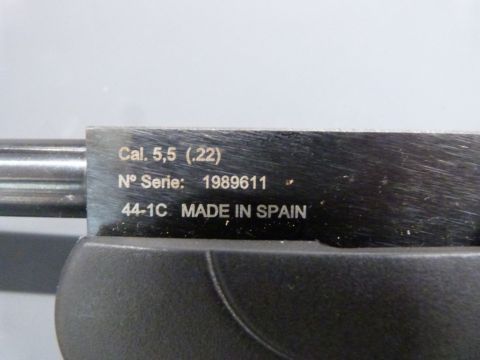 Cal. 5,5 (.22)
Nº Serie: 1989611
44-1C MADE IN SPAIN